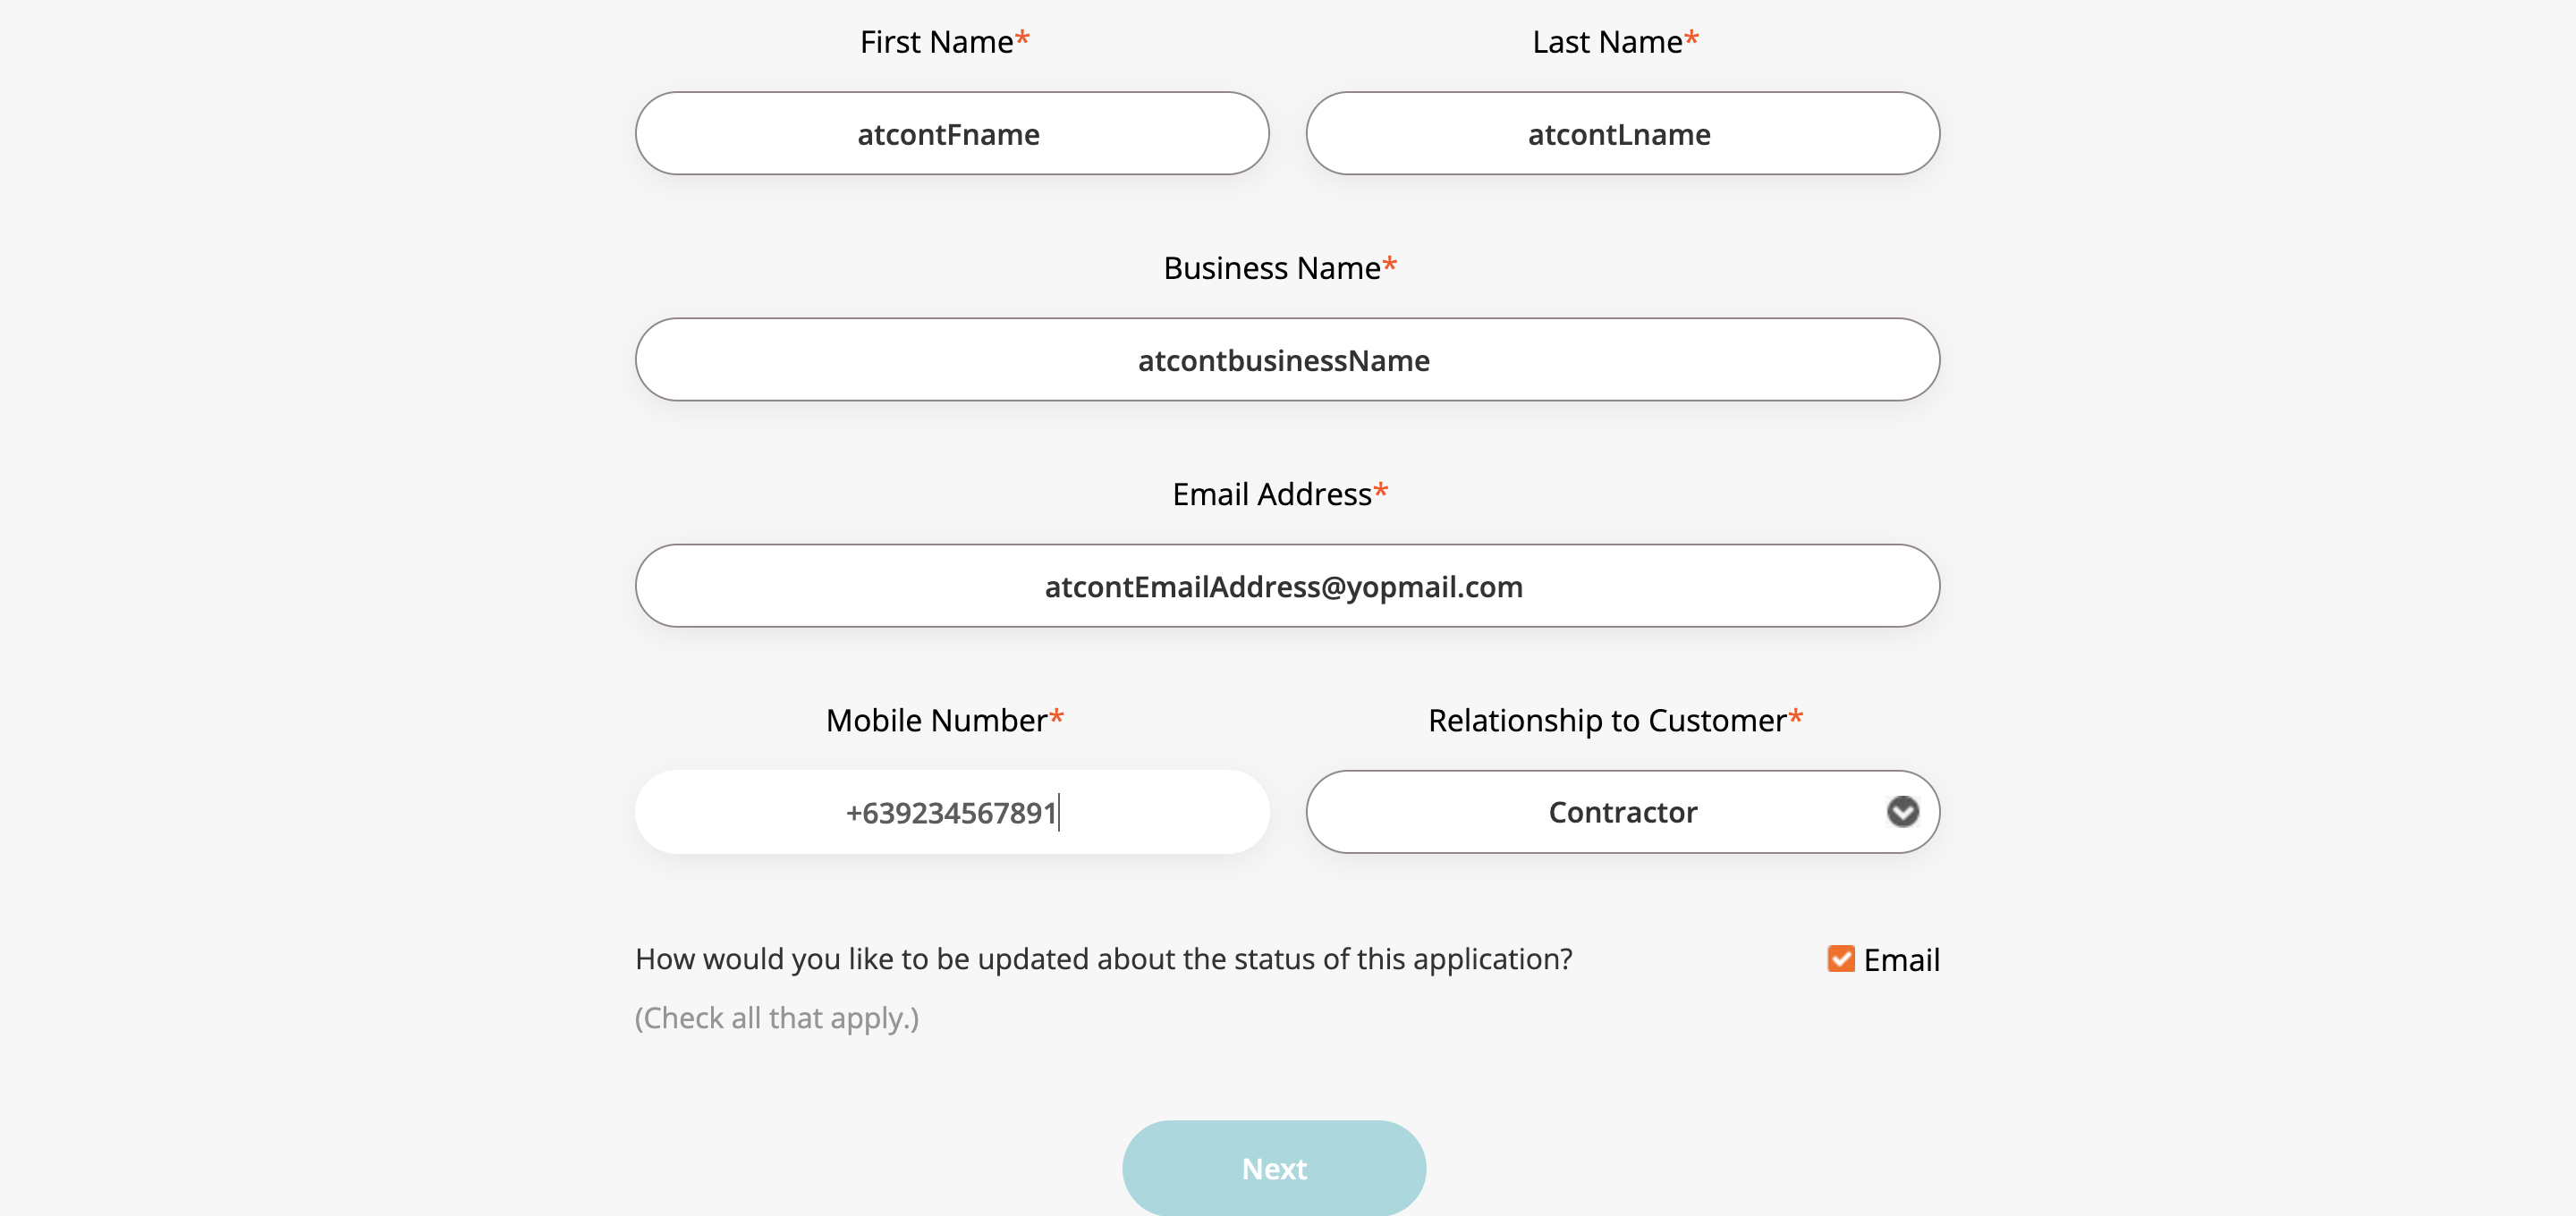 First Name* Last Name*
atcontFname atcontLname
Business Name*
atcontbusinessName
Email Address*
atcontEmailAddress@yopmail.com
Mobile Number* Relationship to Customer*
+639234567891 Contractor
How would you like to be updated about the status of this application? Email
(Check all that apply.)
Next